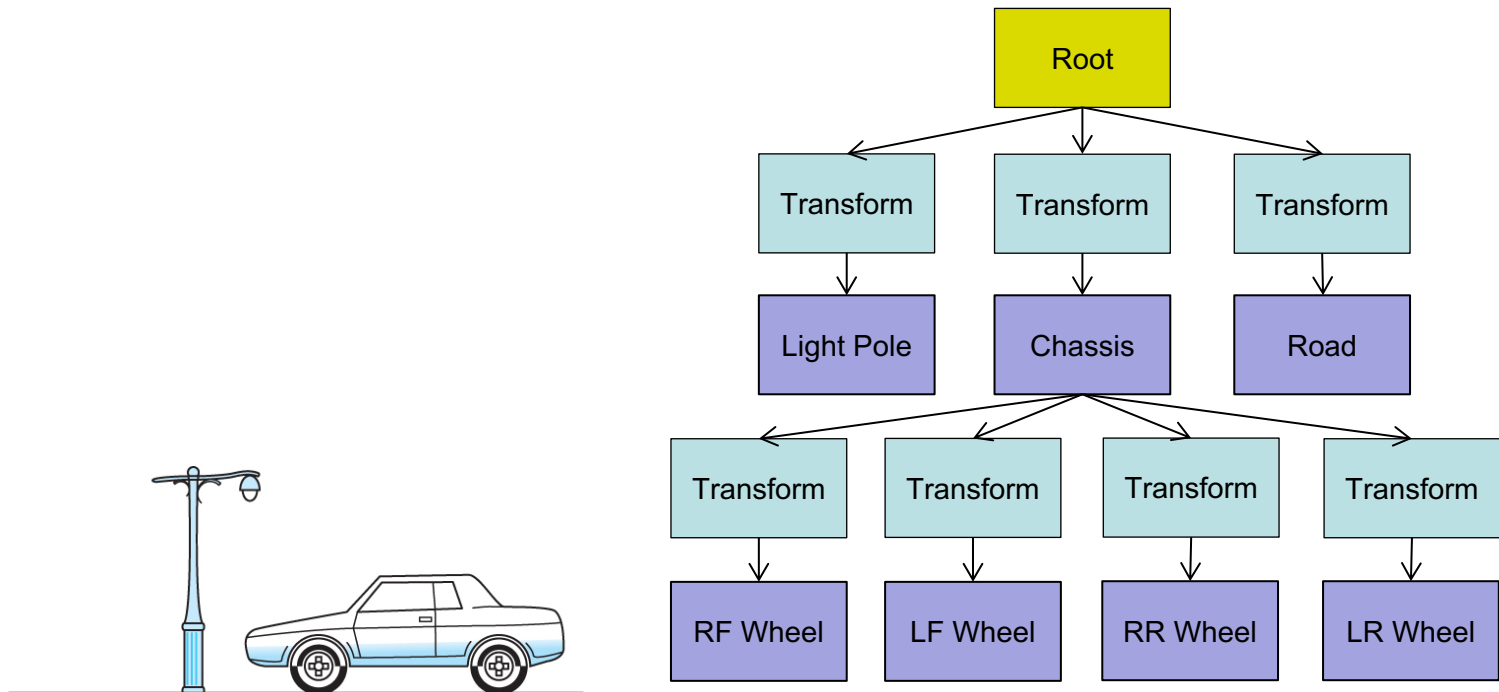 Root
Transform
Transform
Transform
Light Pole
Chassis
Road
Transform
Transform
Transform
Transform
RF Wheel
LF Wheel
RR Wheel
LR Wheel